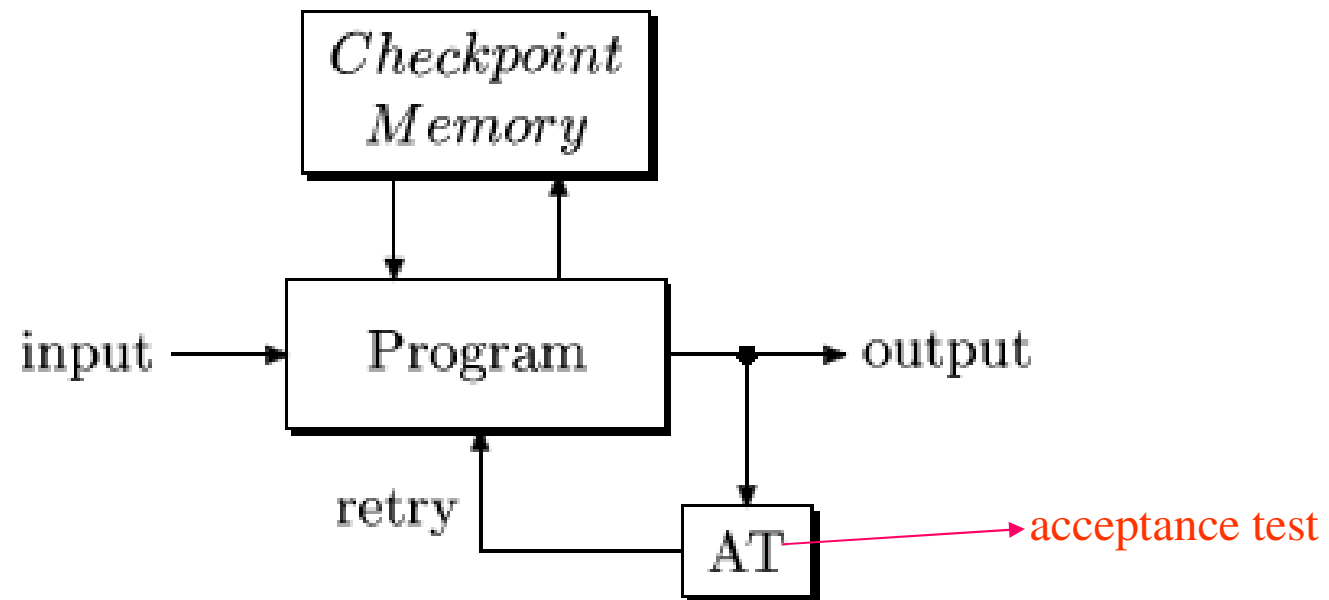 Checkpoint
Memory
input
Program
output
retry
AT
acceptance test